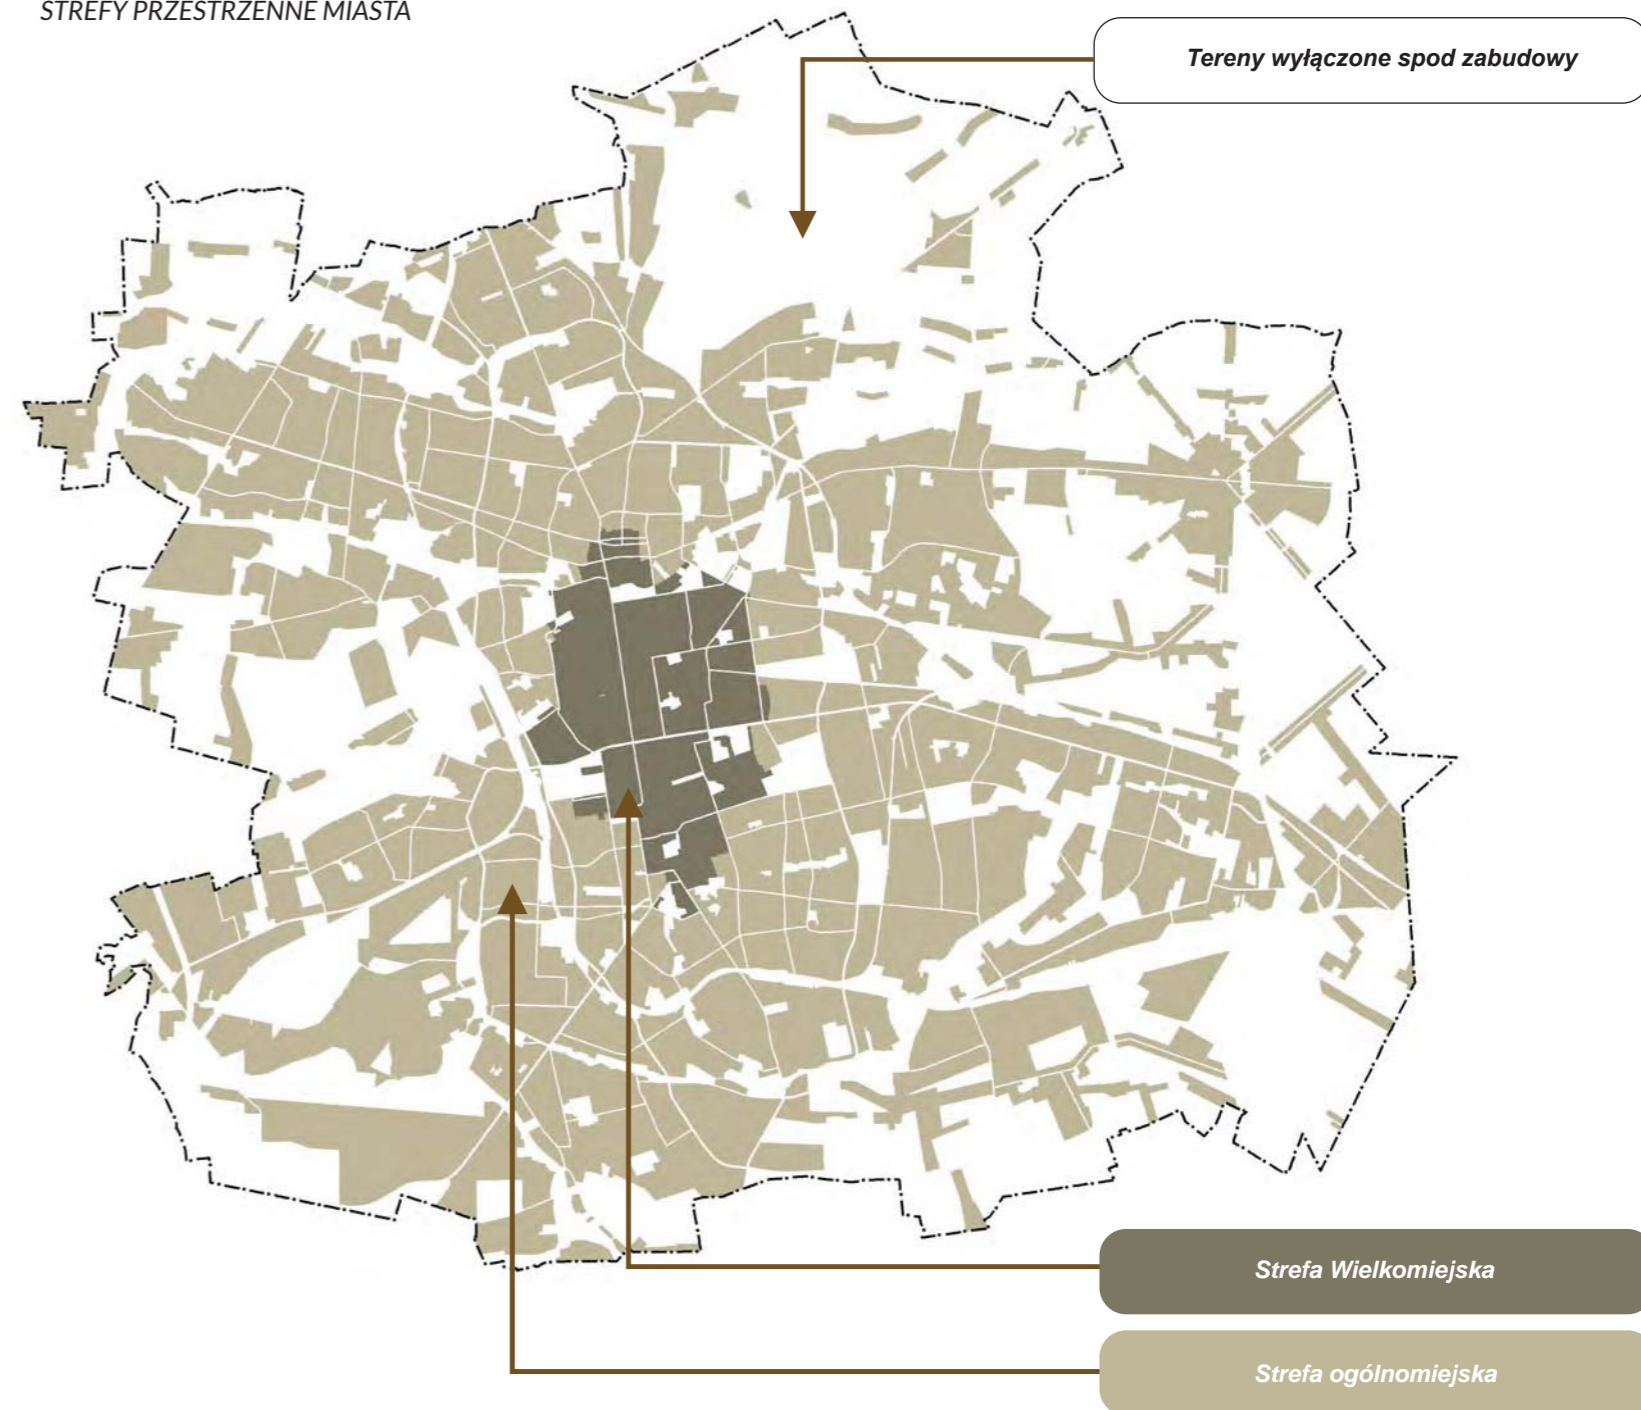 STREFY PRZESTRZENNE MIASTA
Tereny wyłączone spod zabudowy
Strefa Wielkomiejska
Strefa ogólnomiejska